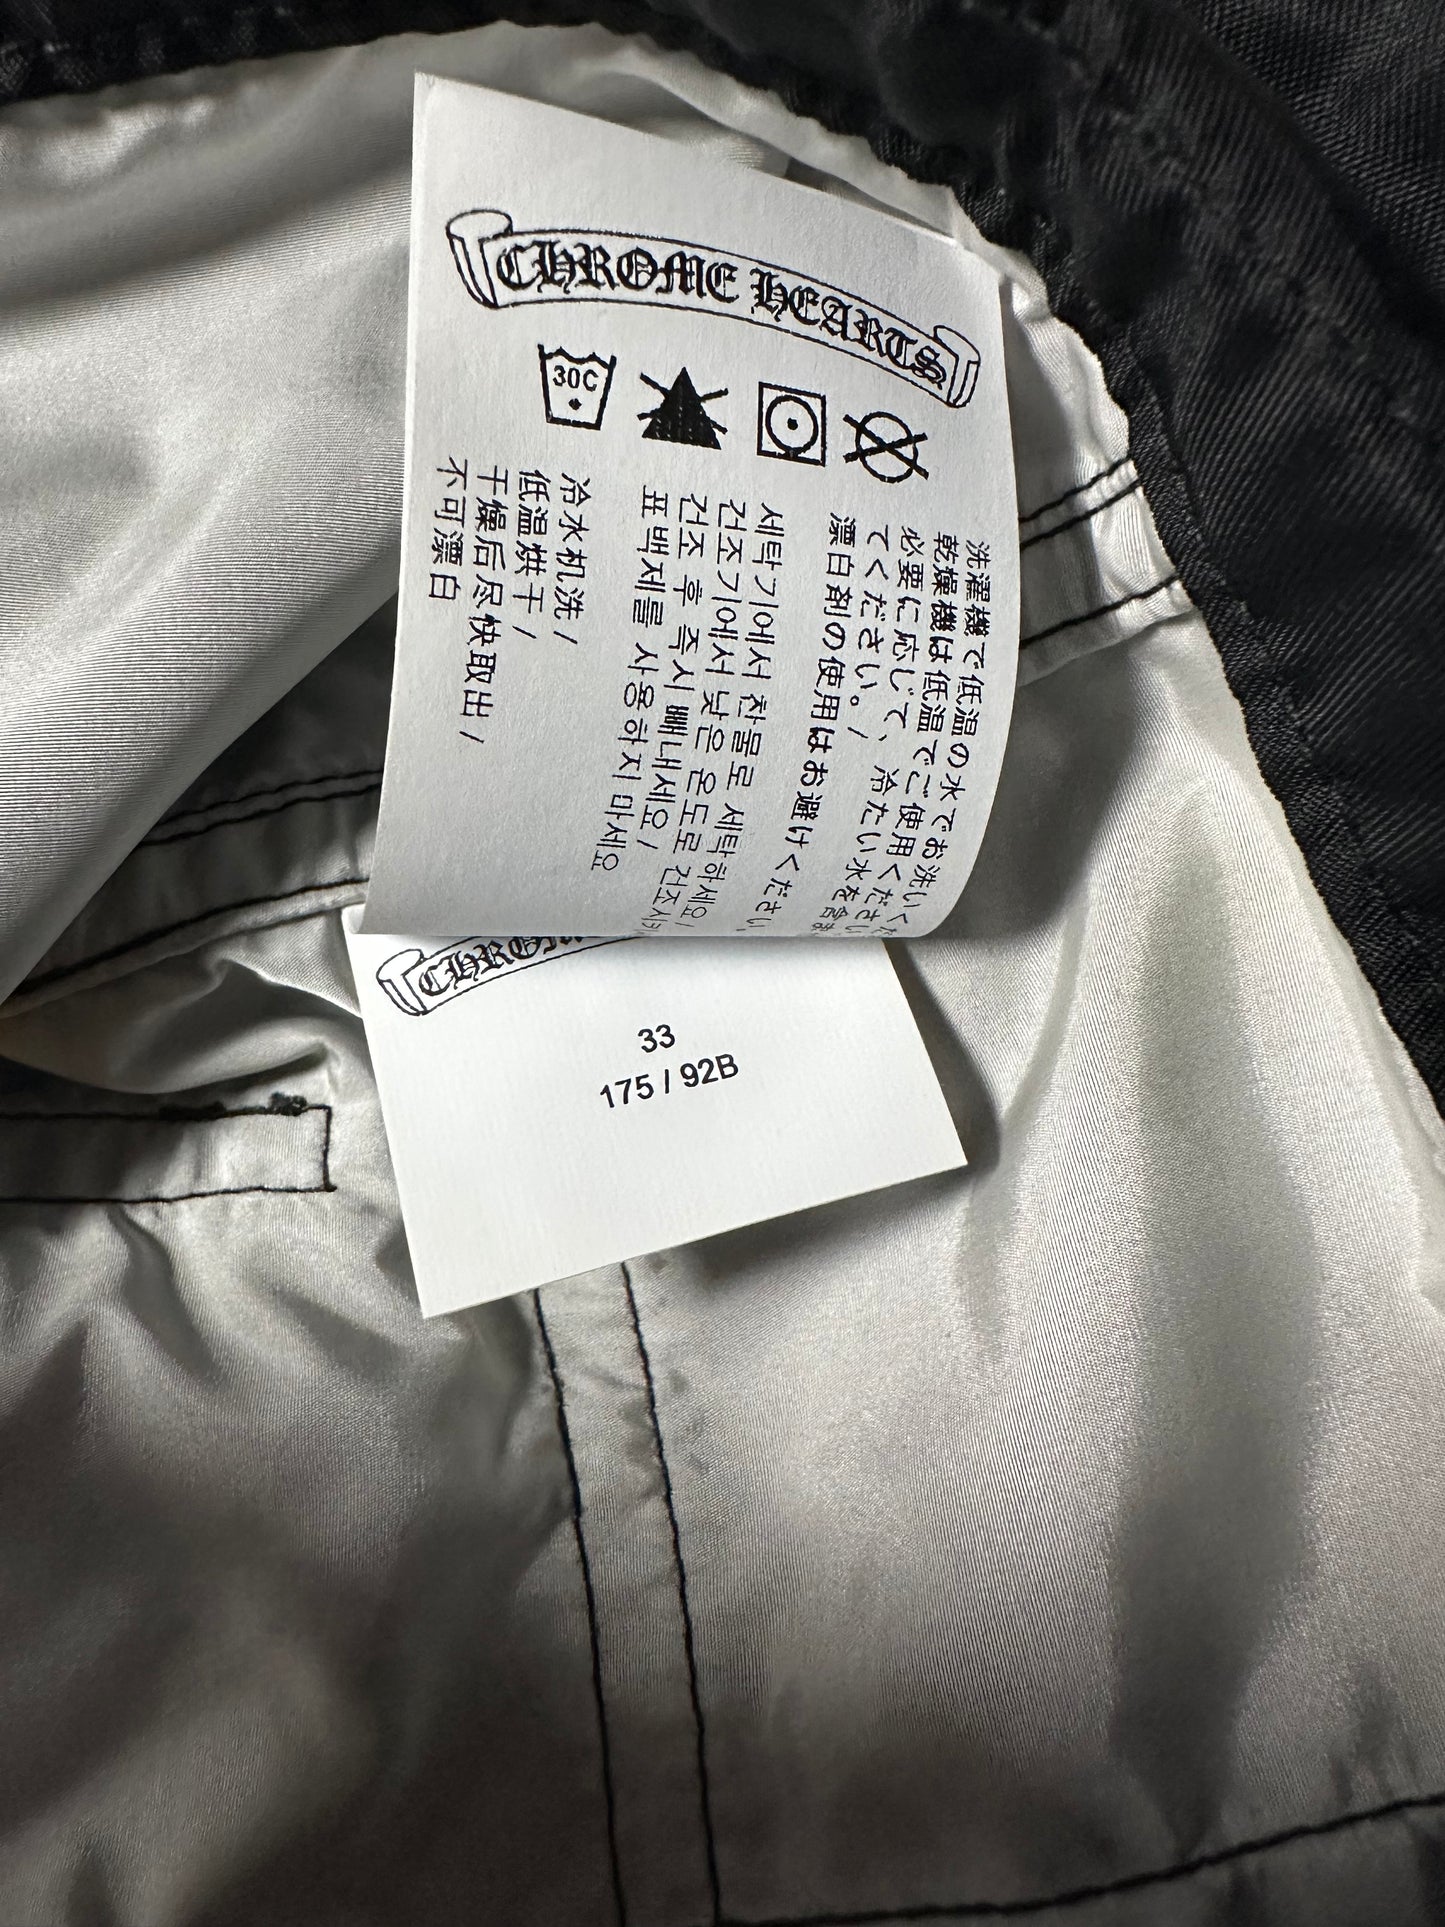 CHROME HEARTS
30C
洗濯機で低温の水でお洗いくだ
乾燥機は低温でご使用ください
必要に応じて、冷たい水を含
てください。/
漂白剤の使用はお避けください
세탁기에서 찬물로 세탁하세요/
건조기에서 낮은 온도로 건조시키
건조 후 즉시 빼내세요/
표백제를 사용하지 마세요
冷水机洗/
低温烘干/
干燥后尽快取出/
不可漂白
CHROM
33
175 / 92B